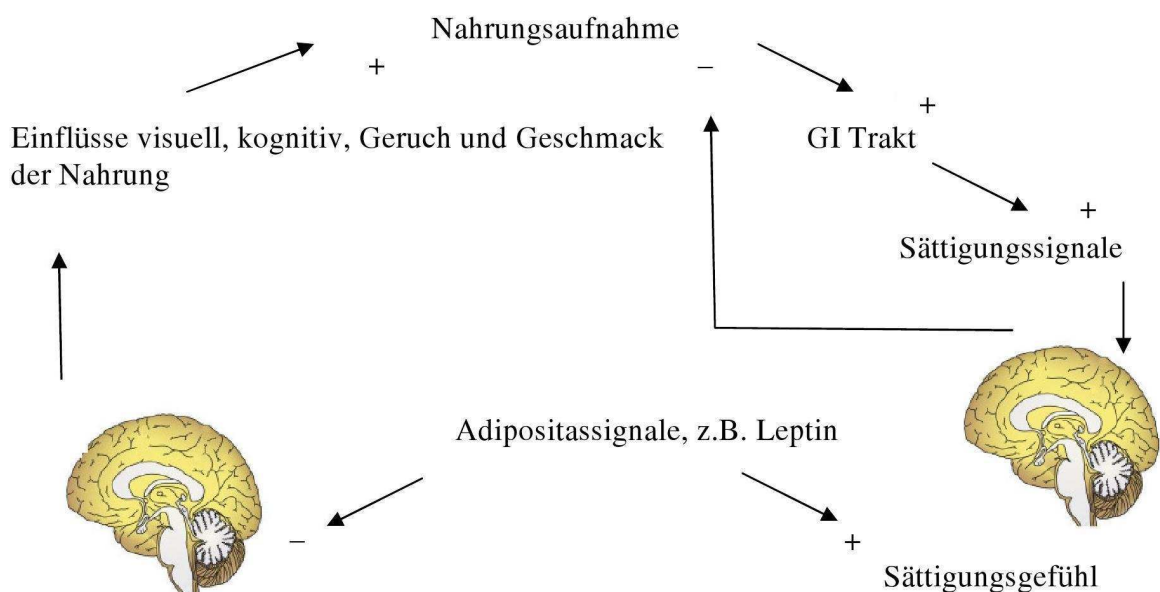 Nahrungsaufnahme
+
–
Einflüsse visuell, kognitiv, Geruch und Geschmack
der Nahrung
+
GI Trakt
+
Sättigungssignale
Adipositassignale, z.B. Leptin
–
+
Sättigungsgefühl